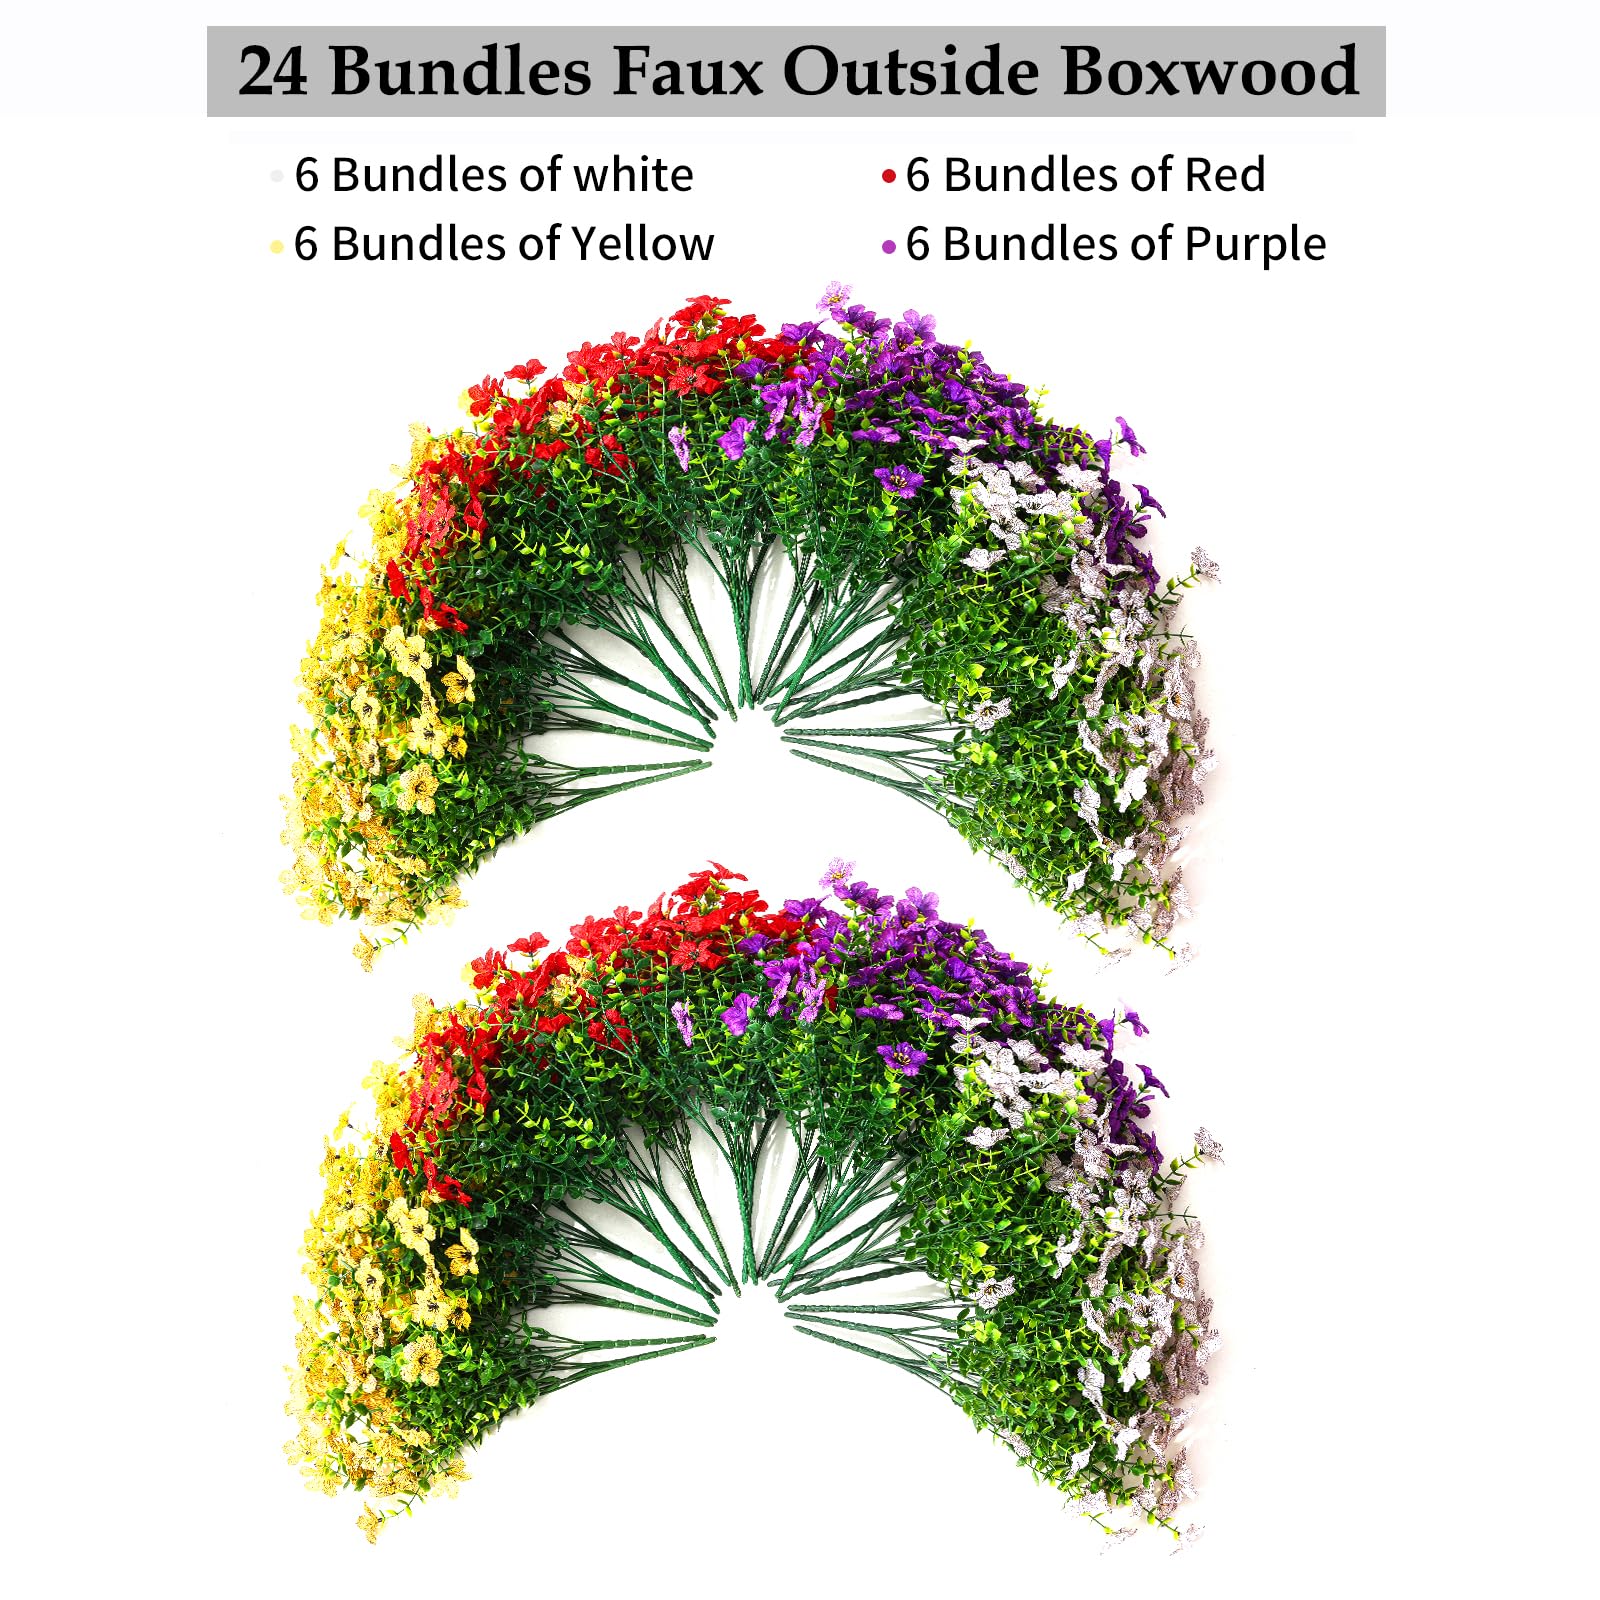 24 Bundles Faux Outside Boxwood
6 Bundles of white
6 Bundles of Red
6 Bundles of Yellow
6 Bundles of Purple